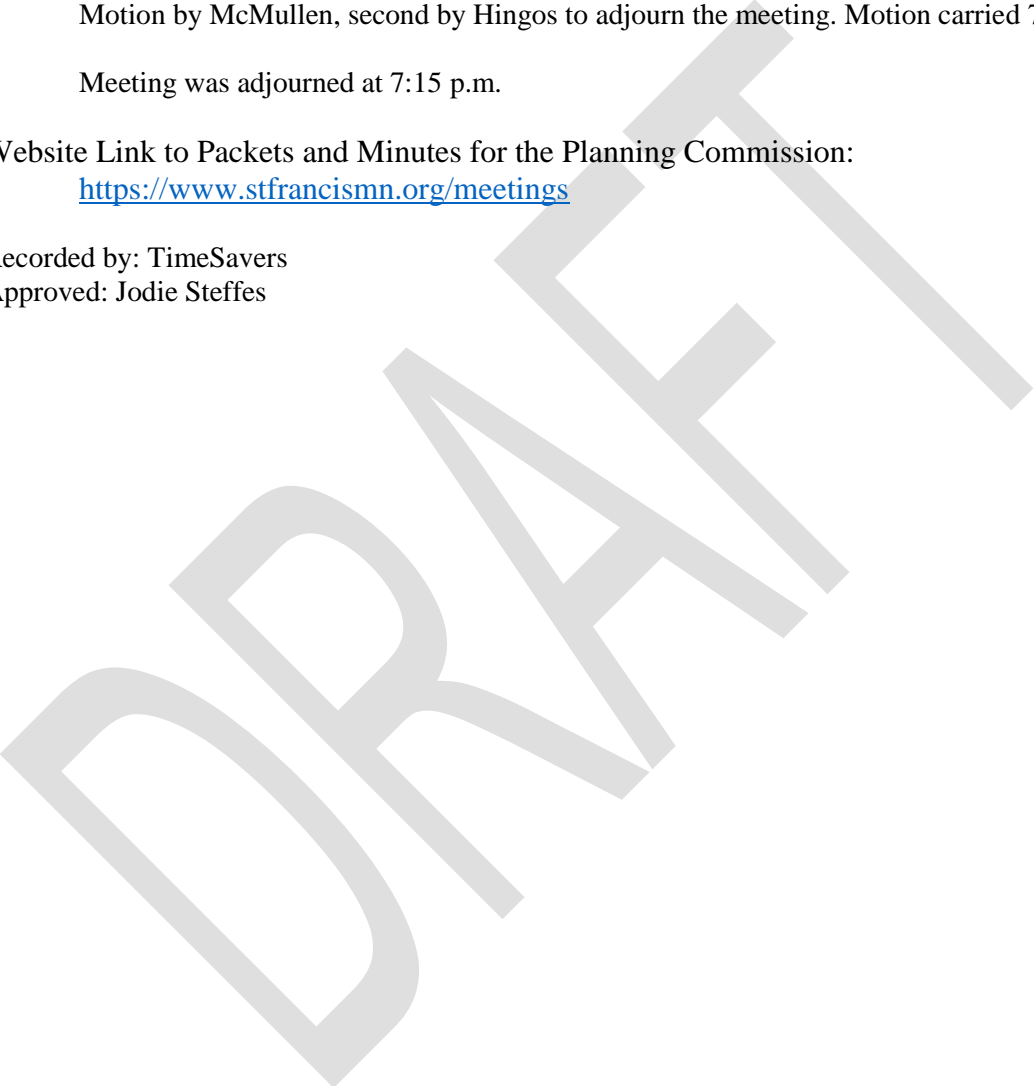 Motion by McMullen, second by Hingos to adjourn the meeting. Motion carried 7
Meeting was adjourned at 7:15 p.m.
Website Link to Packets and Minutes for the Planning Commission:
https://www.stfrancismn.org/meetings
Recorded by: TimeSavers
Approved: Jodie Steffes
DRAFT